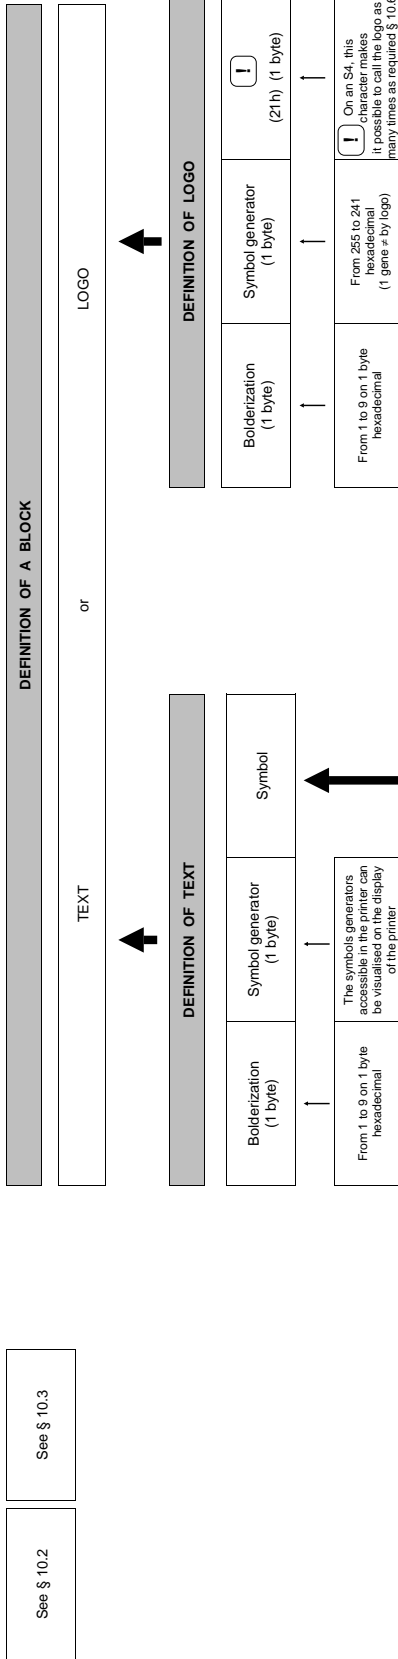 See § 10.2
See § 10.3
DEFINITION OF A BLOCK
TEXT
or
LOGO
DEFINITION OF TEXT
Bolderization
(1 byte)
Symbol generator
(1 byte)
Symbol
From 1 to 9 on 1 byte
hexadecimal
The symbols generators
accessible in the printer can
be visualised on the display
of the printer
DEFINITION OF LOGO
Bolderization
(1 byte)
Symbol generator
(1 byte)
!
(21h) (1 byte)
From 1 to 9 on 1 byte
hexadecimal
From 255 to 241
hexadecimal
(1 gene ≠ by logo)
! On an S4, this
character makes
it possible to call the logo as
many times as required § 10.6